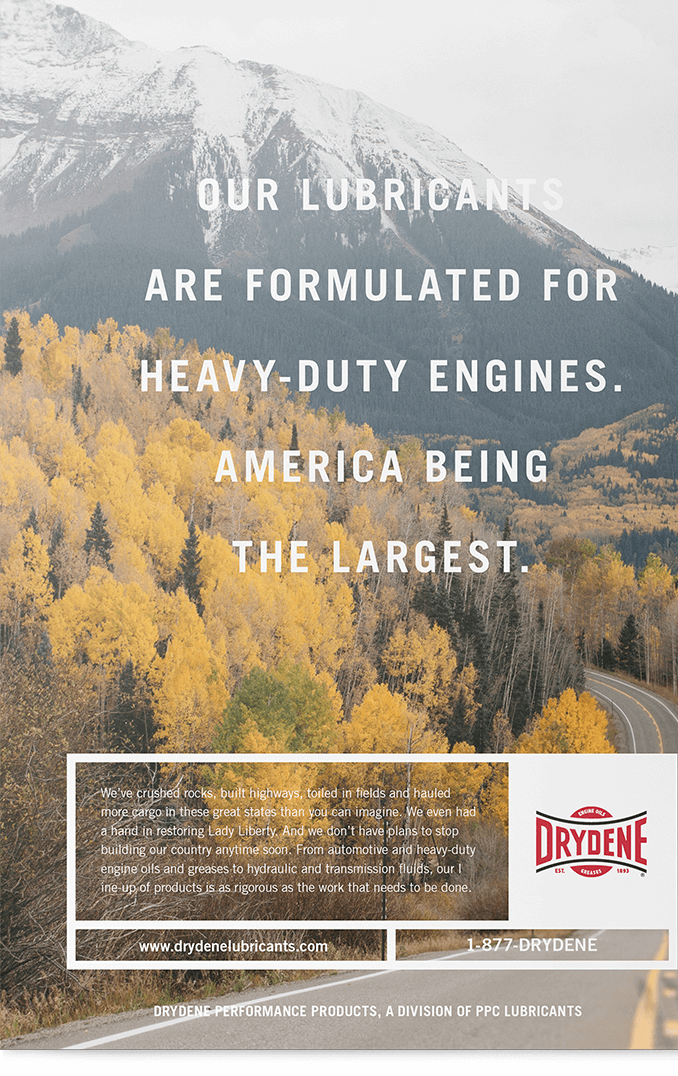 OUR LUBRICANTS
ARE FORMULATED FOR
HEAVY-DUTY ENGINES.
AMERICA BEING
THE LARGEST.
We've crushed rocks, built highways, toiled in fields and hauled
more cargo in these great states than you can imagine. We even had
a hand in restoring Lady Liberty. And we don't have plans to stop
building our country anytime soon. From automotive and heavy-duty
engine oils and greases to hydraulic and transmission fluids, our l
ine-up of products is as rigorous as the work that needs to be done.
ENGINE OILS
DRYDENE
EST. GREASES 1893
®
www.drydenelubricants.com
1-877-DRYDENE
DRYDENE PERFORMANCE PRODUCTS, A DIVISION OF PPC LUBRICANTS